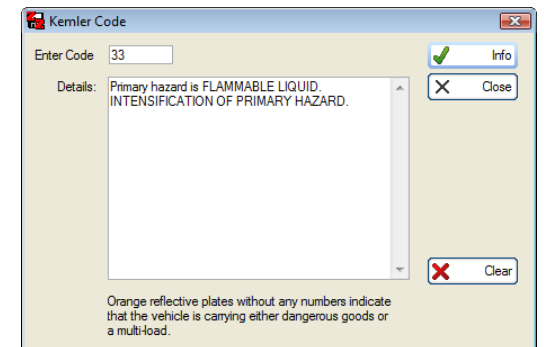 Kemler Code
Enter Code 33 Info
Details: Primary hazard is FLAMMABLE LIQUID. Close
INTENSIFICATION OF PRIMARY HAZARD.
Clear
Orange reflective plates without any numbers indicate
that the vehicle is carrying either dangerous goods or
a multi-load.